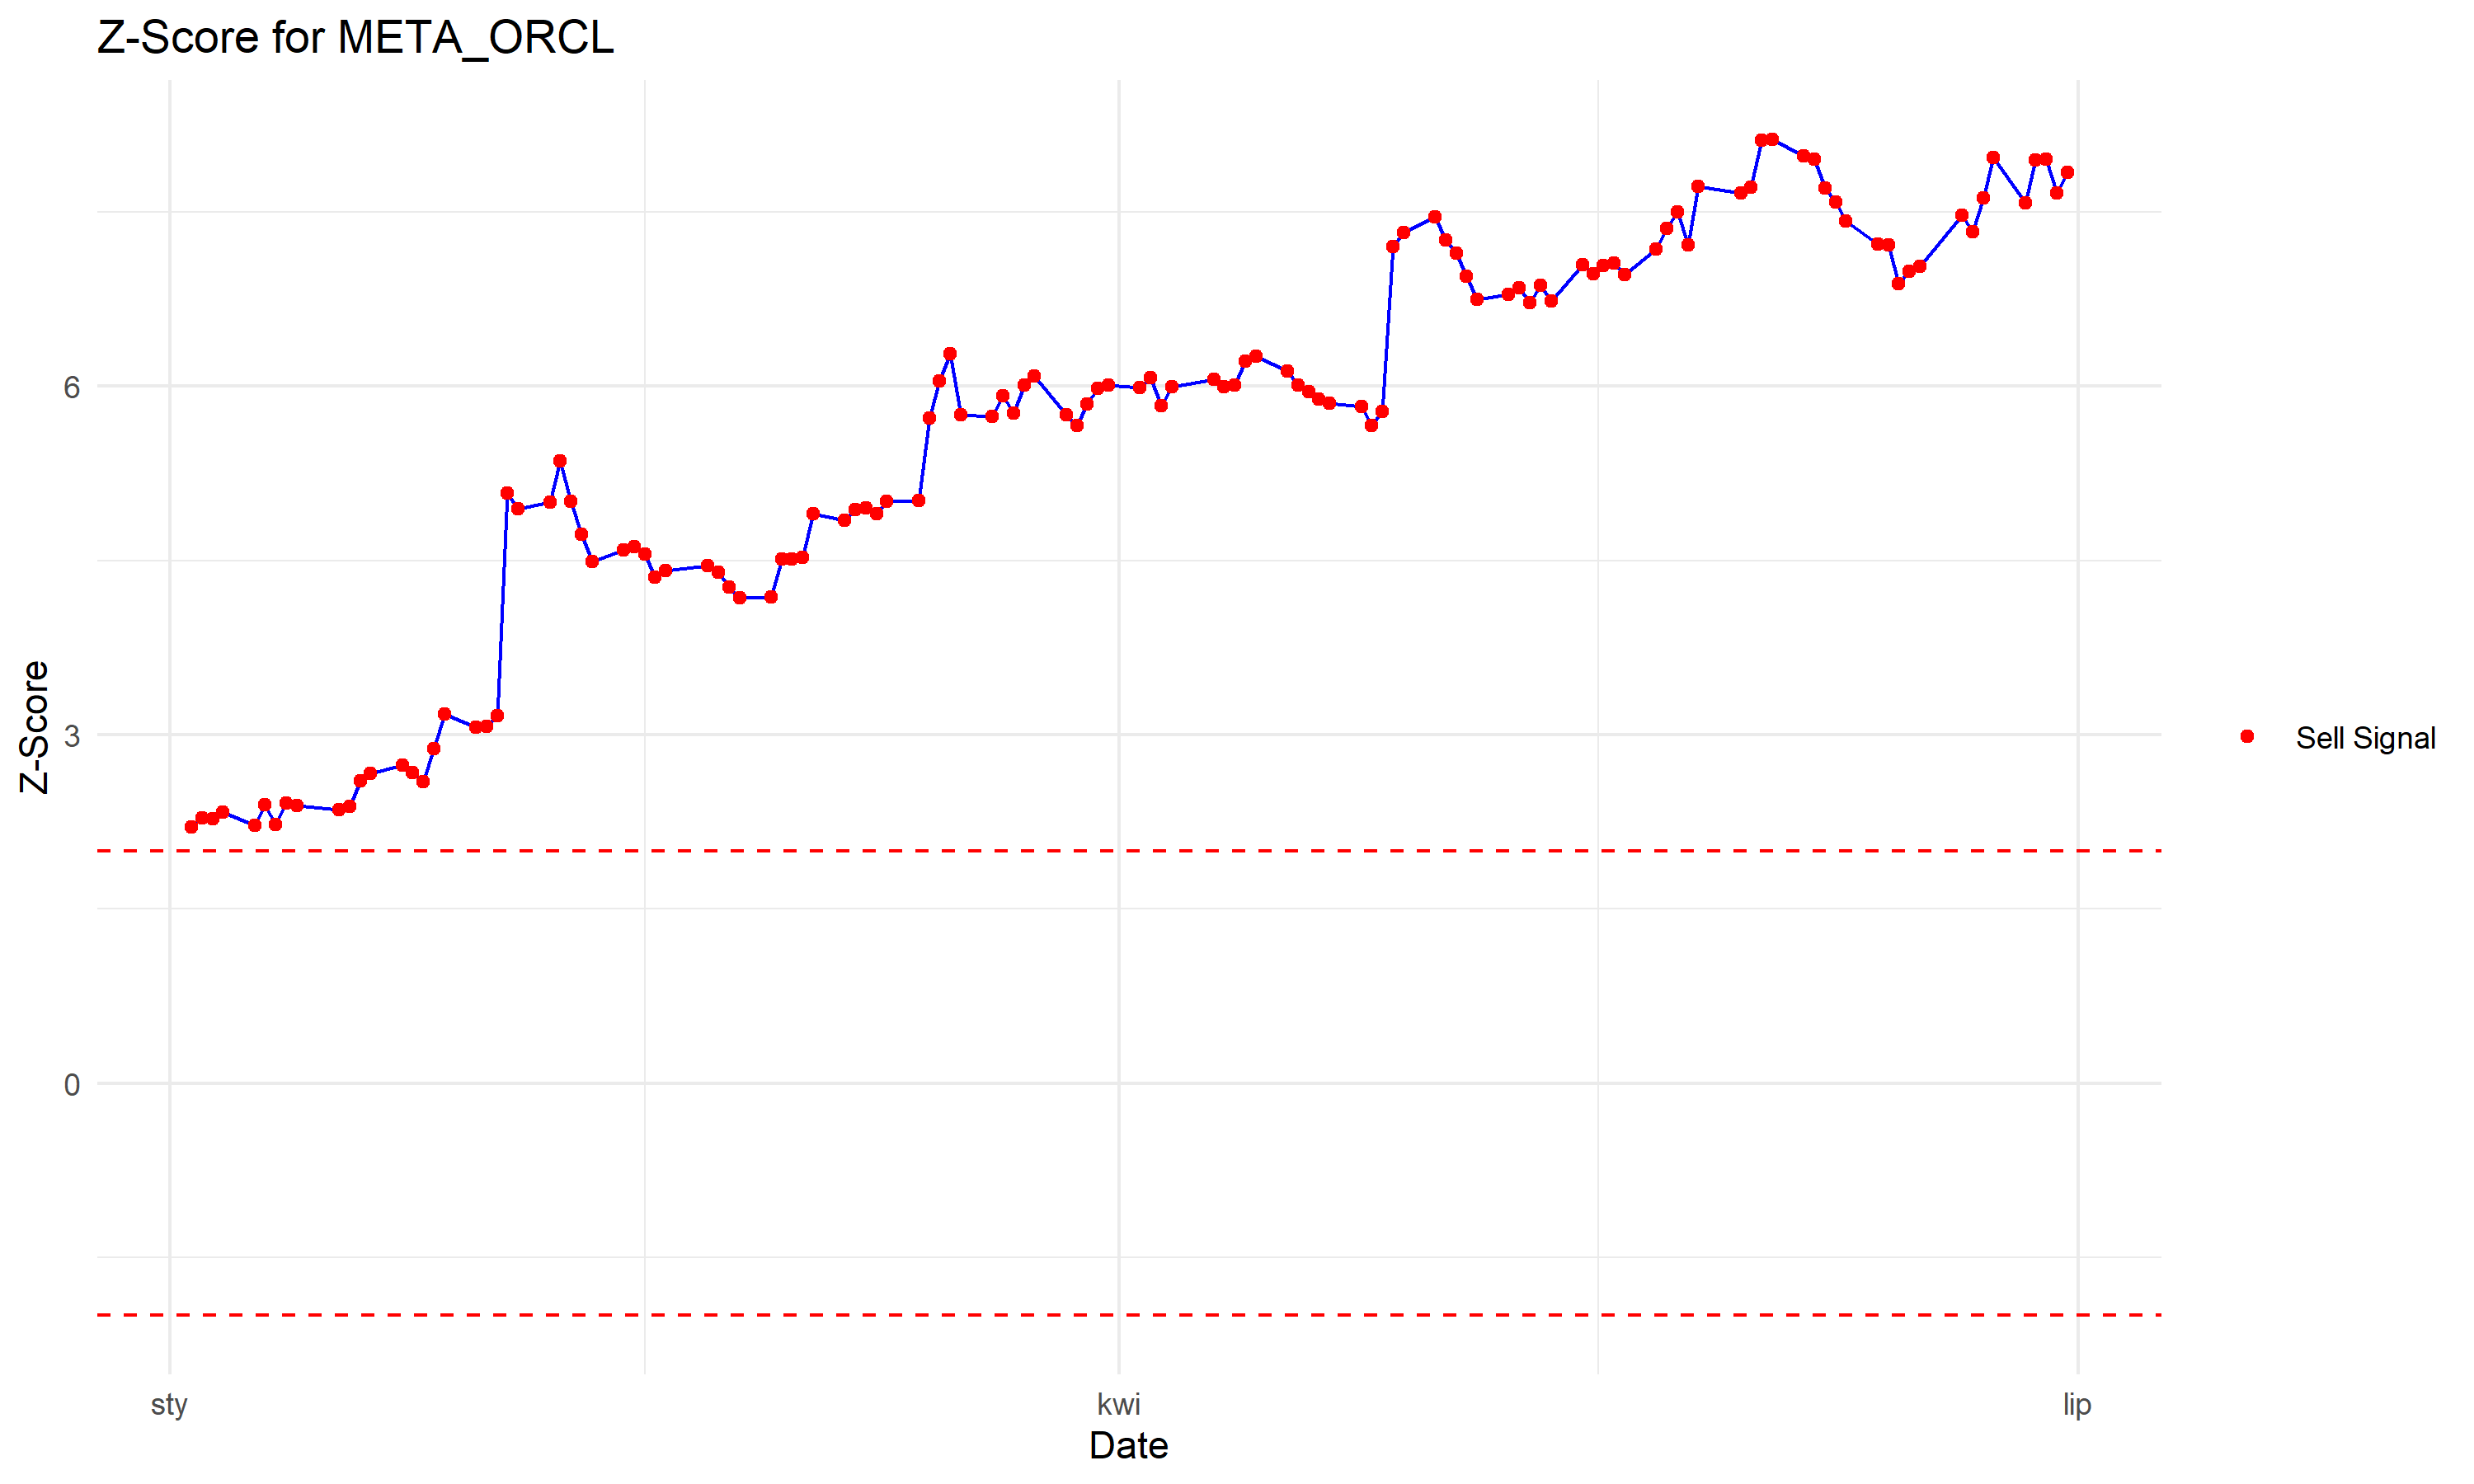 Z-Score for META_ORCL
Z-Score
6
3
0
sty
kwi
lip
Date
Sell Signal